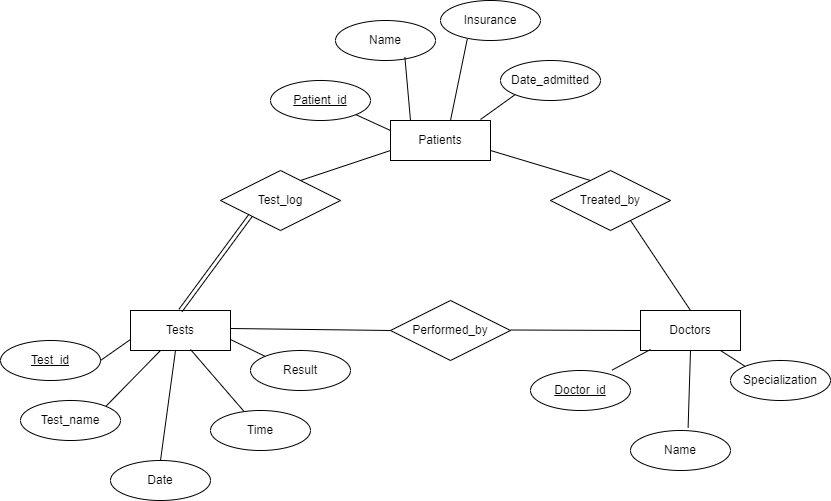 Insurance
Name
Date_admitted
Patient_id
Patients
Test_log
Treated_by
Tests
Performed_by
Doctors
Test_id
Result
Specialization
Doctor_id
Test_name
Time
Name
Date